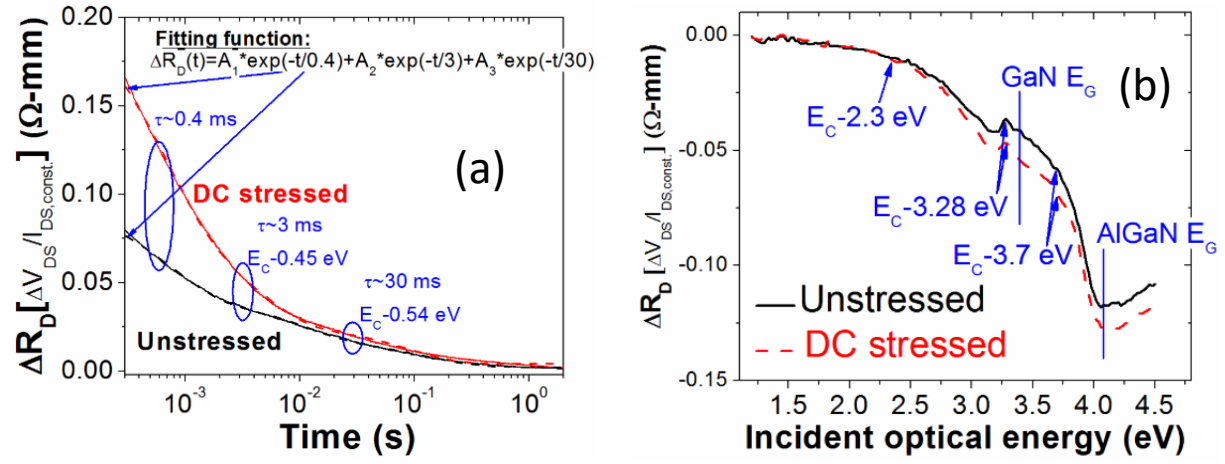 Fitting function:
ΔR_D(t)=A_1*exp(-t/0.4)+A_2*exp(-t/3)+A_3*exp(-t/30)
τ~0.4 ms
(a)
DC stressed
τ~3 ms
E_C-0.45 eV
τ~30 ms
E_C-0.54 eV
Unstressed
0.20
0.15
0.10
0.05
0.00
ΔR_D[ΔV_DS/I_DS,const.] (Ω-mm)
10^-3
10^-2
10^-1
10^0
Time (s)
(b)
GaN E_G
E_C-2.3 eV
E_C-3.28 eV
E_C-3.7 eV
AlGaN E_G
Unstressed
DC stressed
0.00
-0.05
-0.10
-0.15
ΔR_D [ΔV_DS/I_DS,const.] (Ω-mm)
1.5
2.0
2.5
3.0
3.5
4.0
4.5
Incident optical energy (eV)